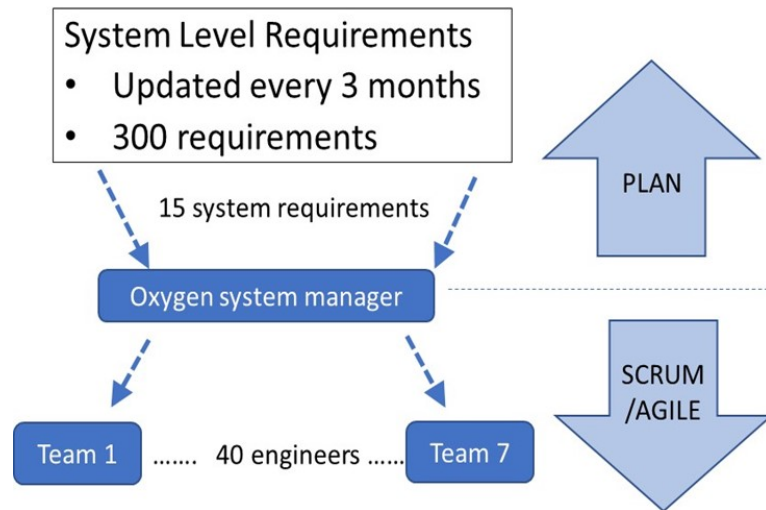 System Level Requirements
• Updated every 3 months
• 300 requirements
PLAN
15 system requirements
Oxygen system manager
SCRUM
/AGILE
Team 1 ....... 40 engineers ...... Team 7